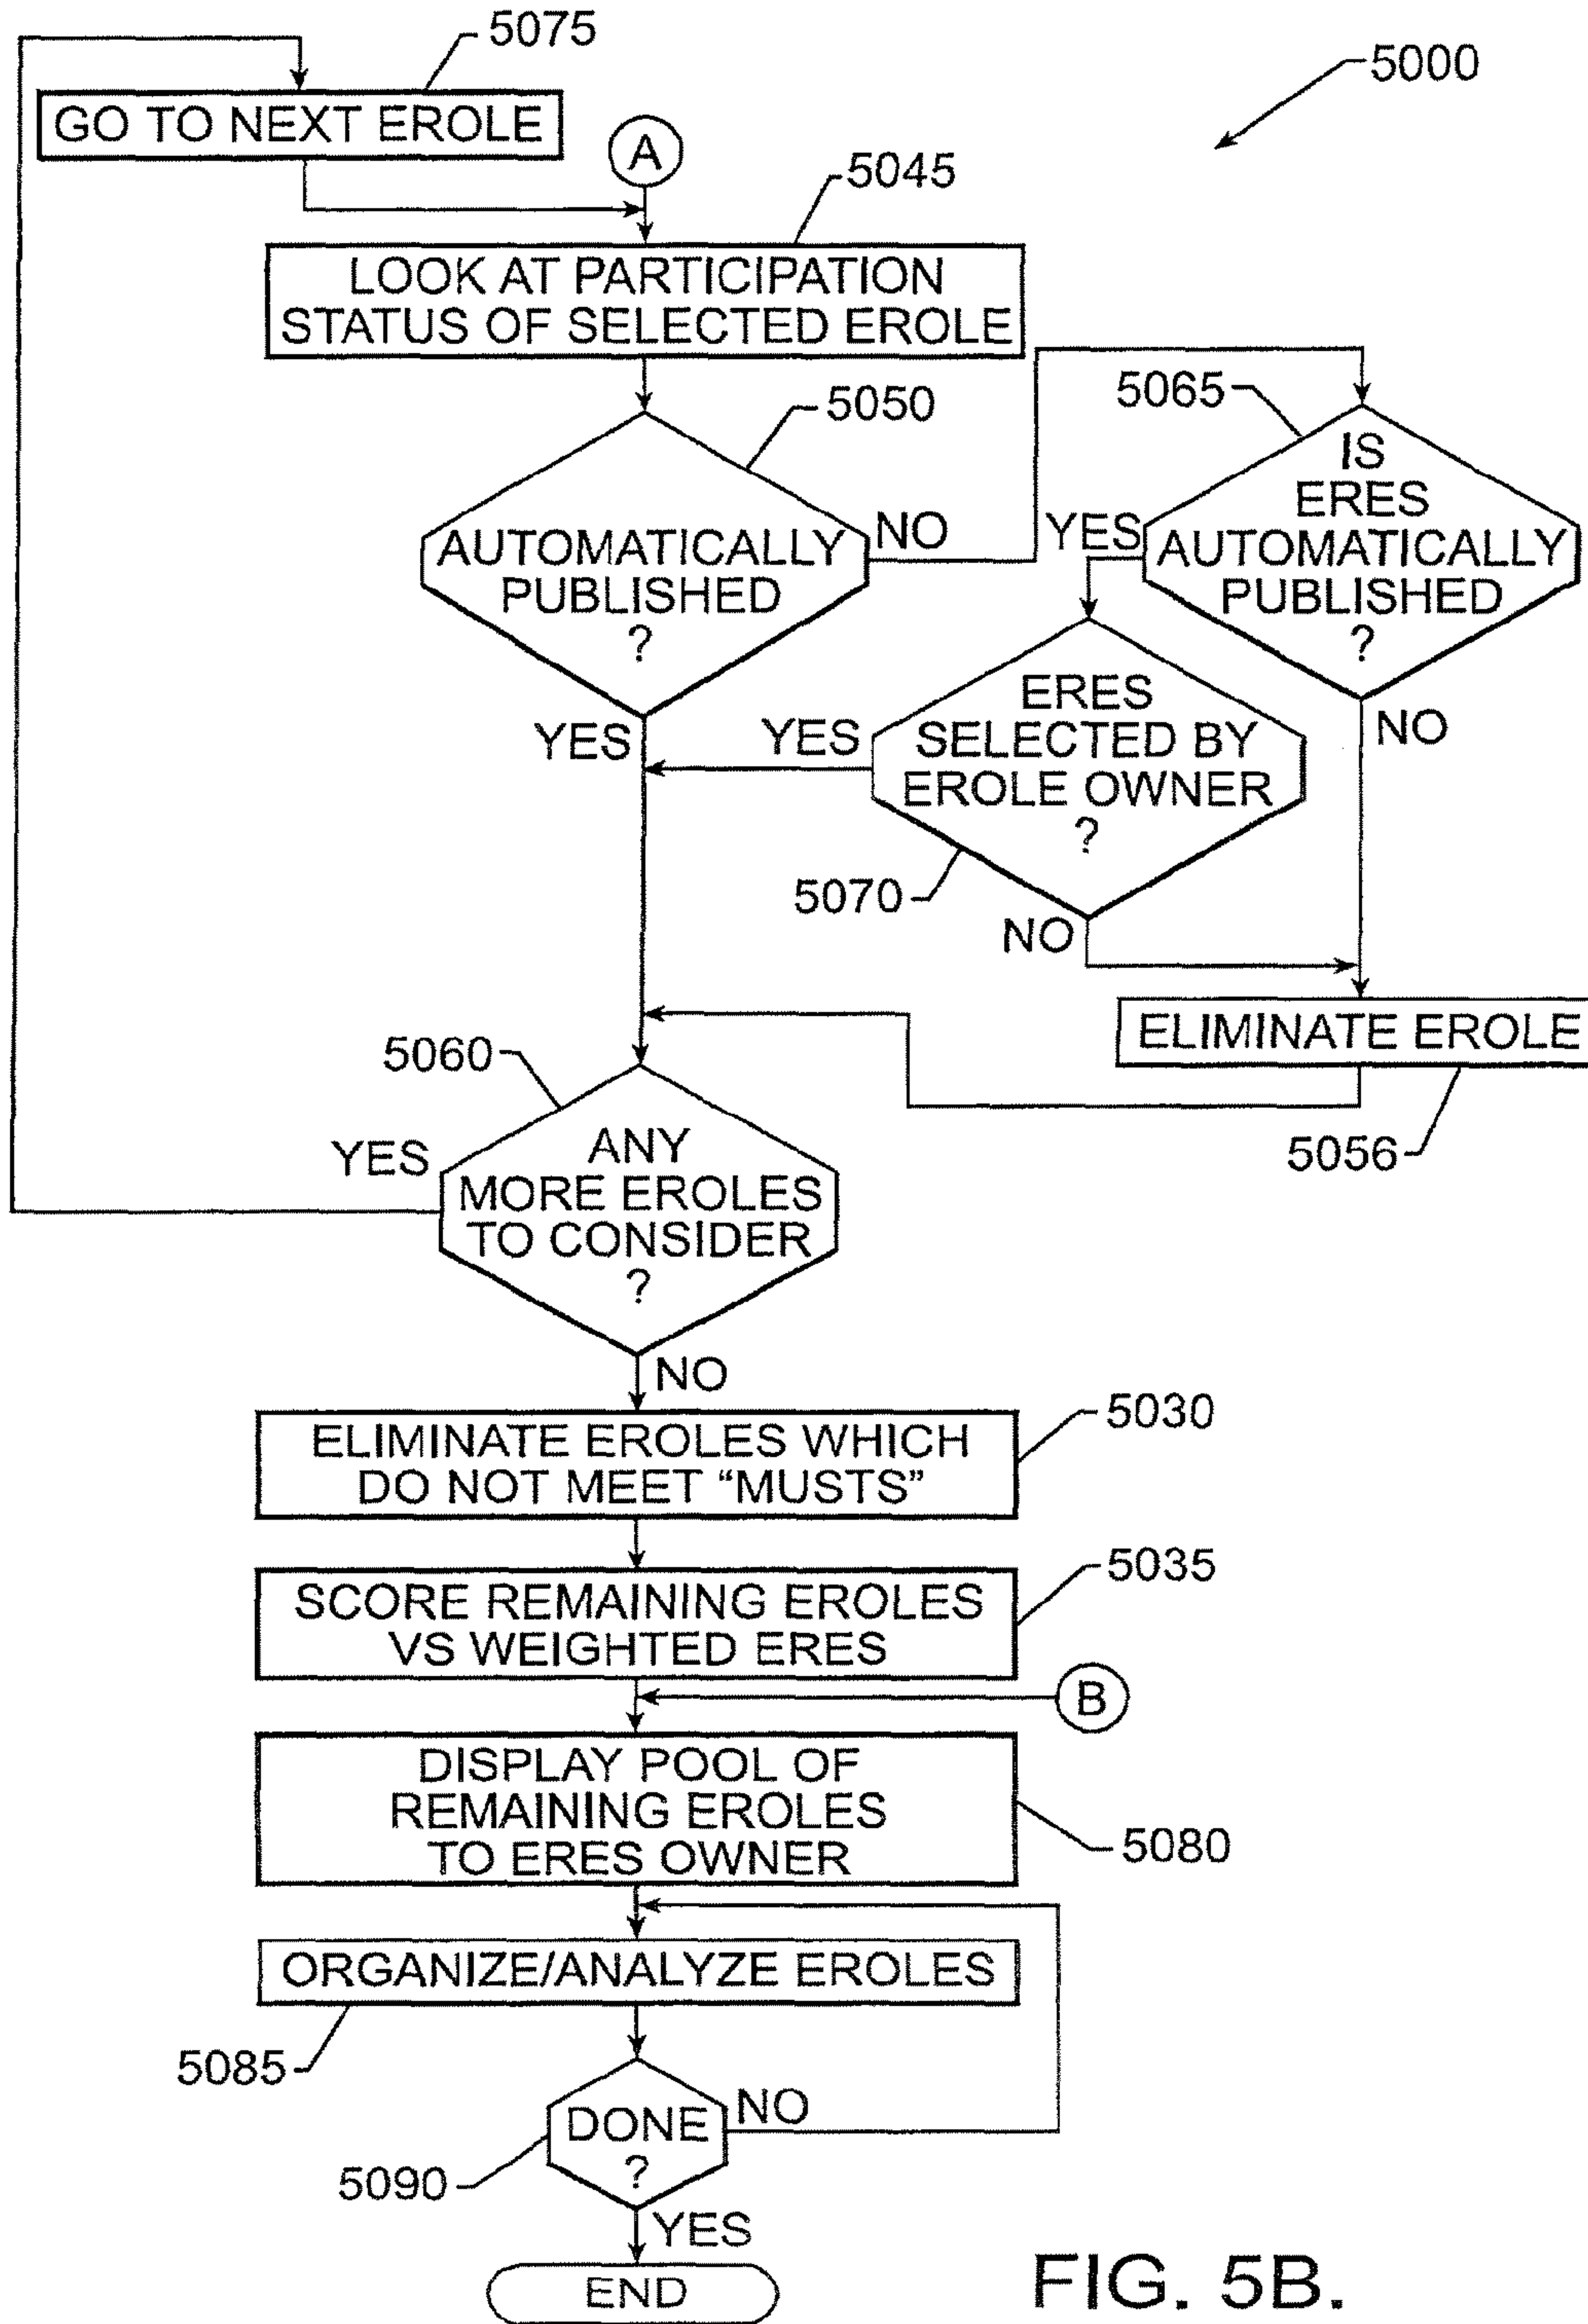 5075
5000
GO TO NEXT EROLE
A
5045
LOOK AT PARTICIPATION
STATUS OF SELECTED EROLE
5050
5065
AUTOMATICALLY
PUBLISHED
?
NO
YES
IS
ERES
AUTOMATICALLY
PUBLISHED
?
YES
NO
ERES
SELECTED BY
EROLE OWNER
?
YES
5070
NO
ELIMINATE EROLE
5056
5060
ANY
MORE EROLES
TO CONSIDER
?
YES
NO
ELIMINATE EROLES WHICH
DO NOT MEET “MUSTS”
5030
SCORE REMAINING EROLES
VS WEIGHTED ERES
5035
B
DISPLAY POOL OF
REMAINING EROLES
TO ERES OWNER
5080
ORGANIZE/ANALYZE EROLES
5085
DONE
?
NO
5090
YES
END
FIG. 5B.